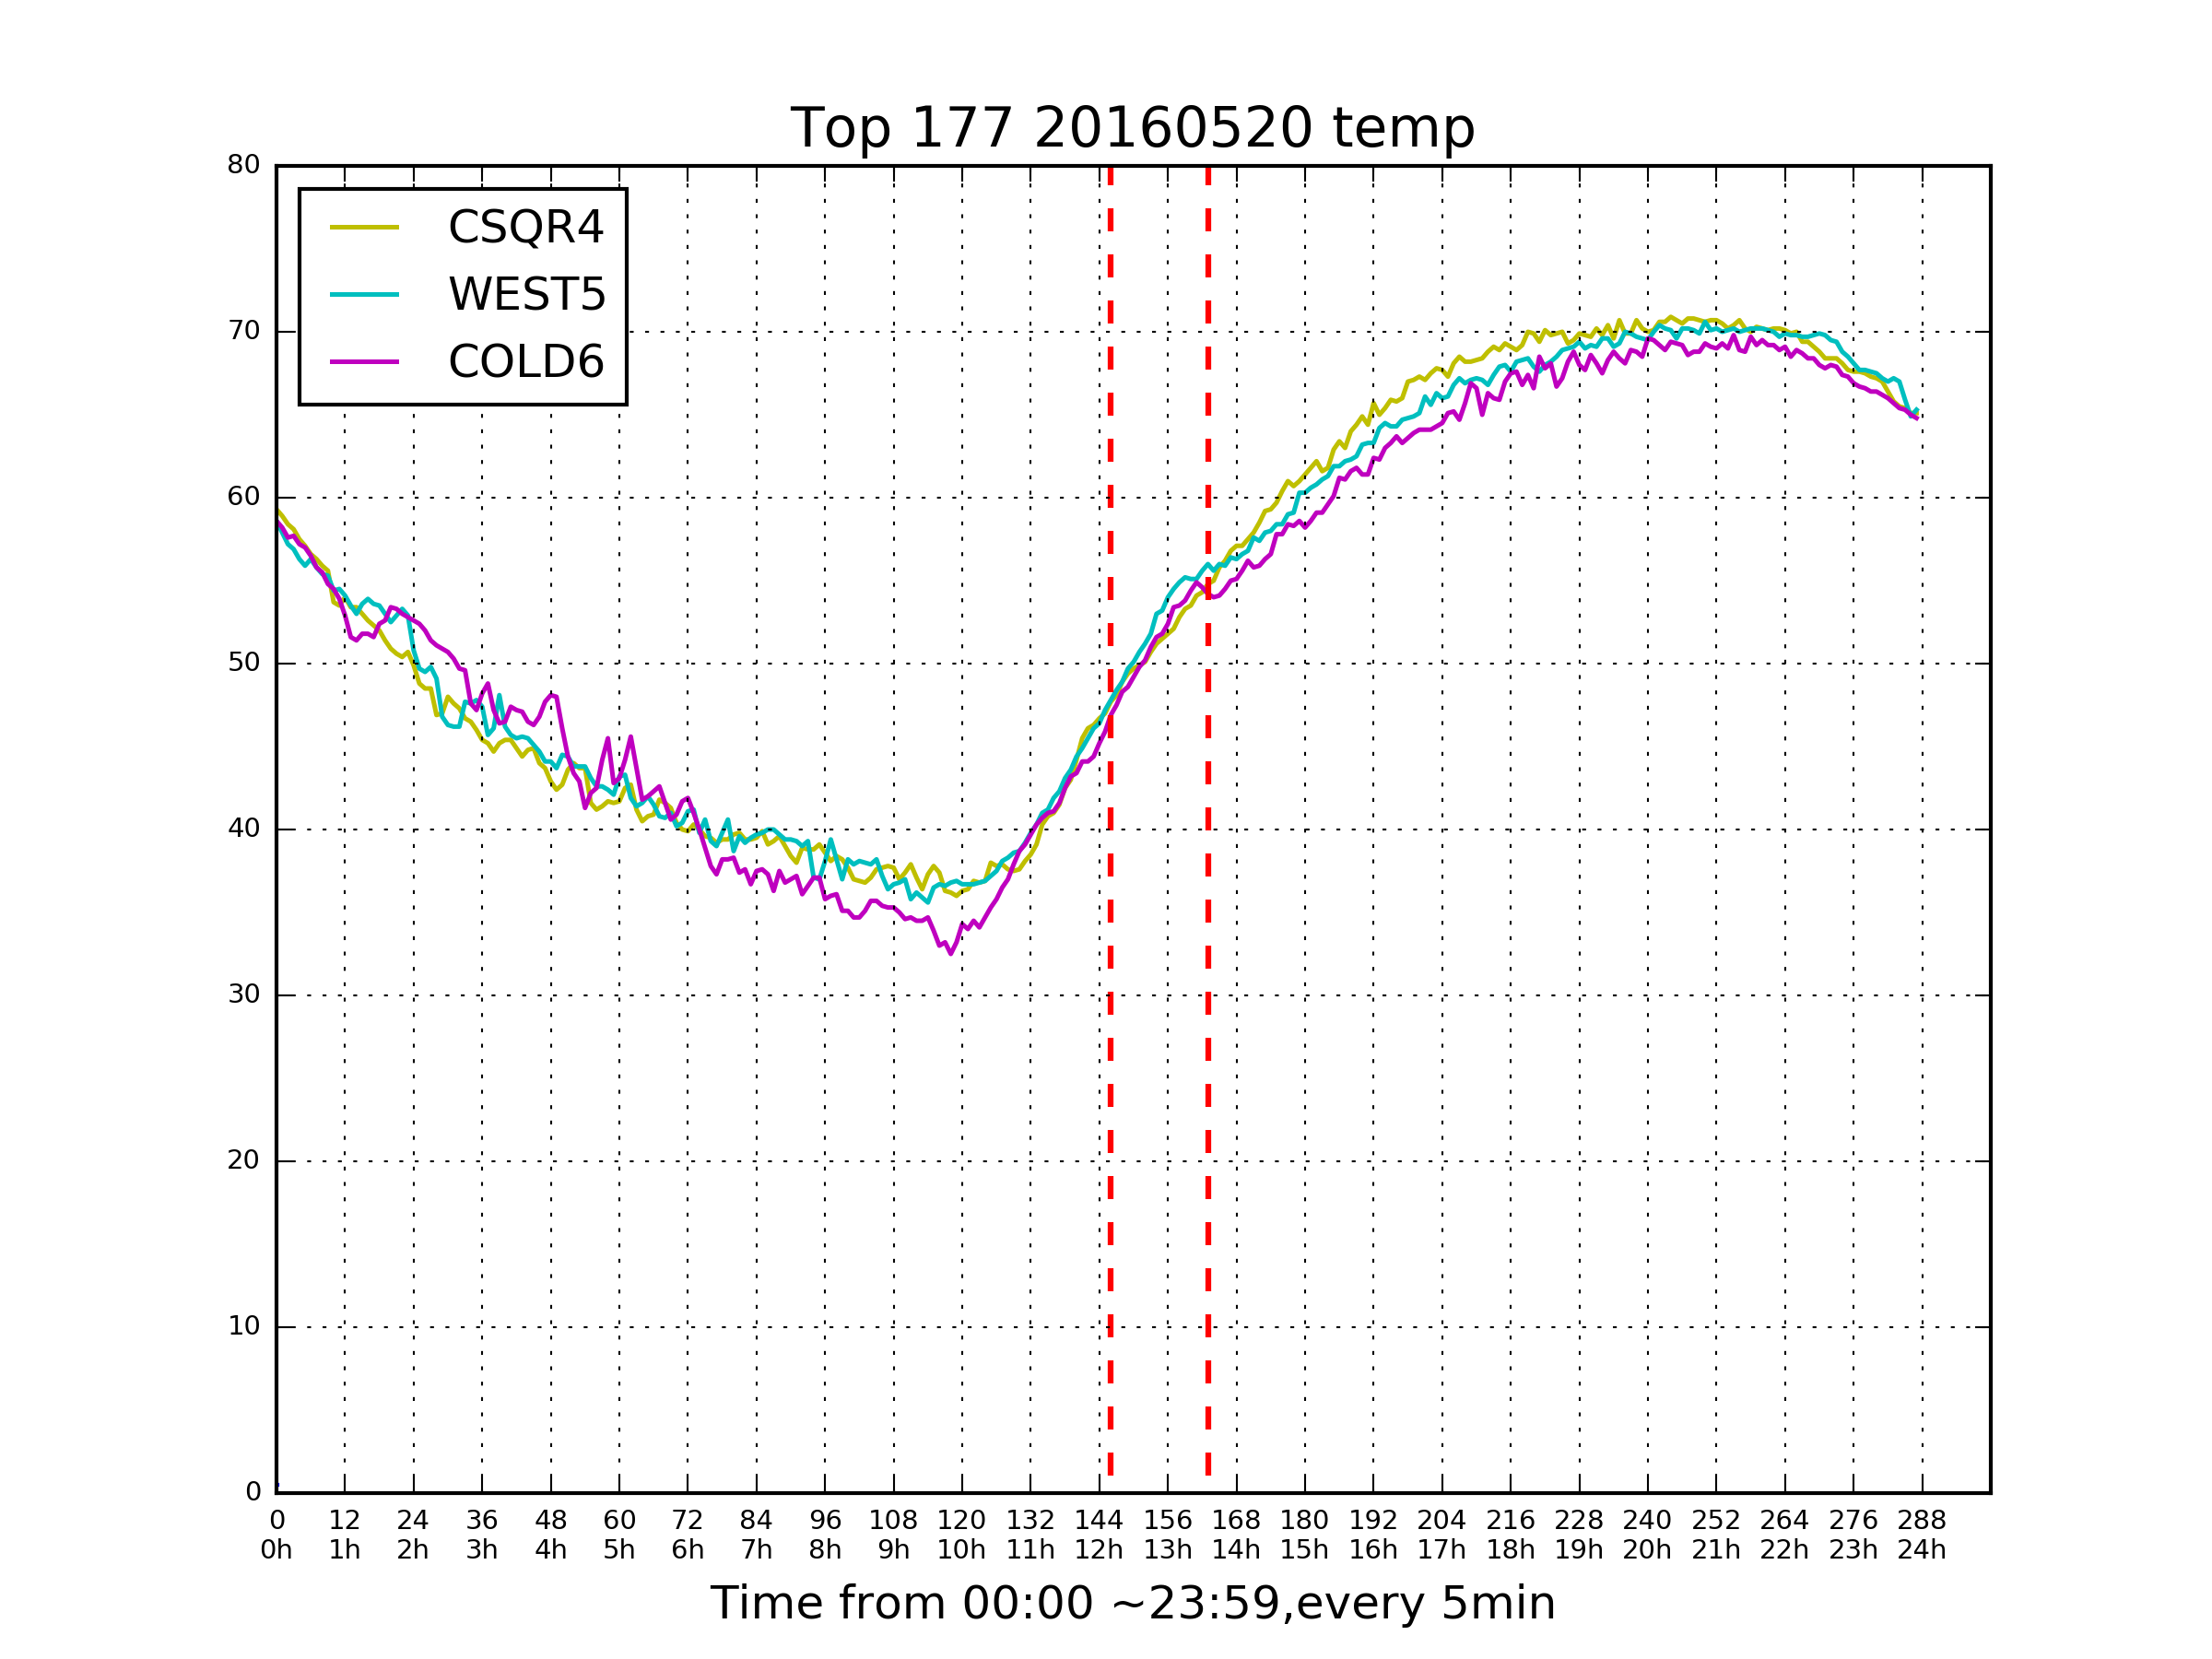 Top 177 20160520 temp
80
70
60
50
40
30
20
10
0
CSQR4
WEST5
COLD6
0 12 24 36 48 60 72 84 96 108 120 132 144 156 168 180 192 204 216 228 240 252 264 276 288
0h 1h 2h 3h 4h 5h 6h 7h 8h 9h 10h 11h 12h 13h 14h 15h 16h 17h 18h 19h 20h 21h 22h 23h 24h
Time from 00:00 ~23:59,every 5min